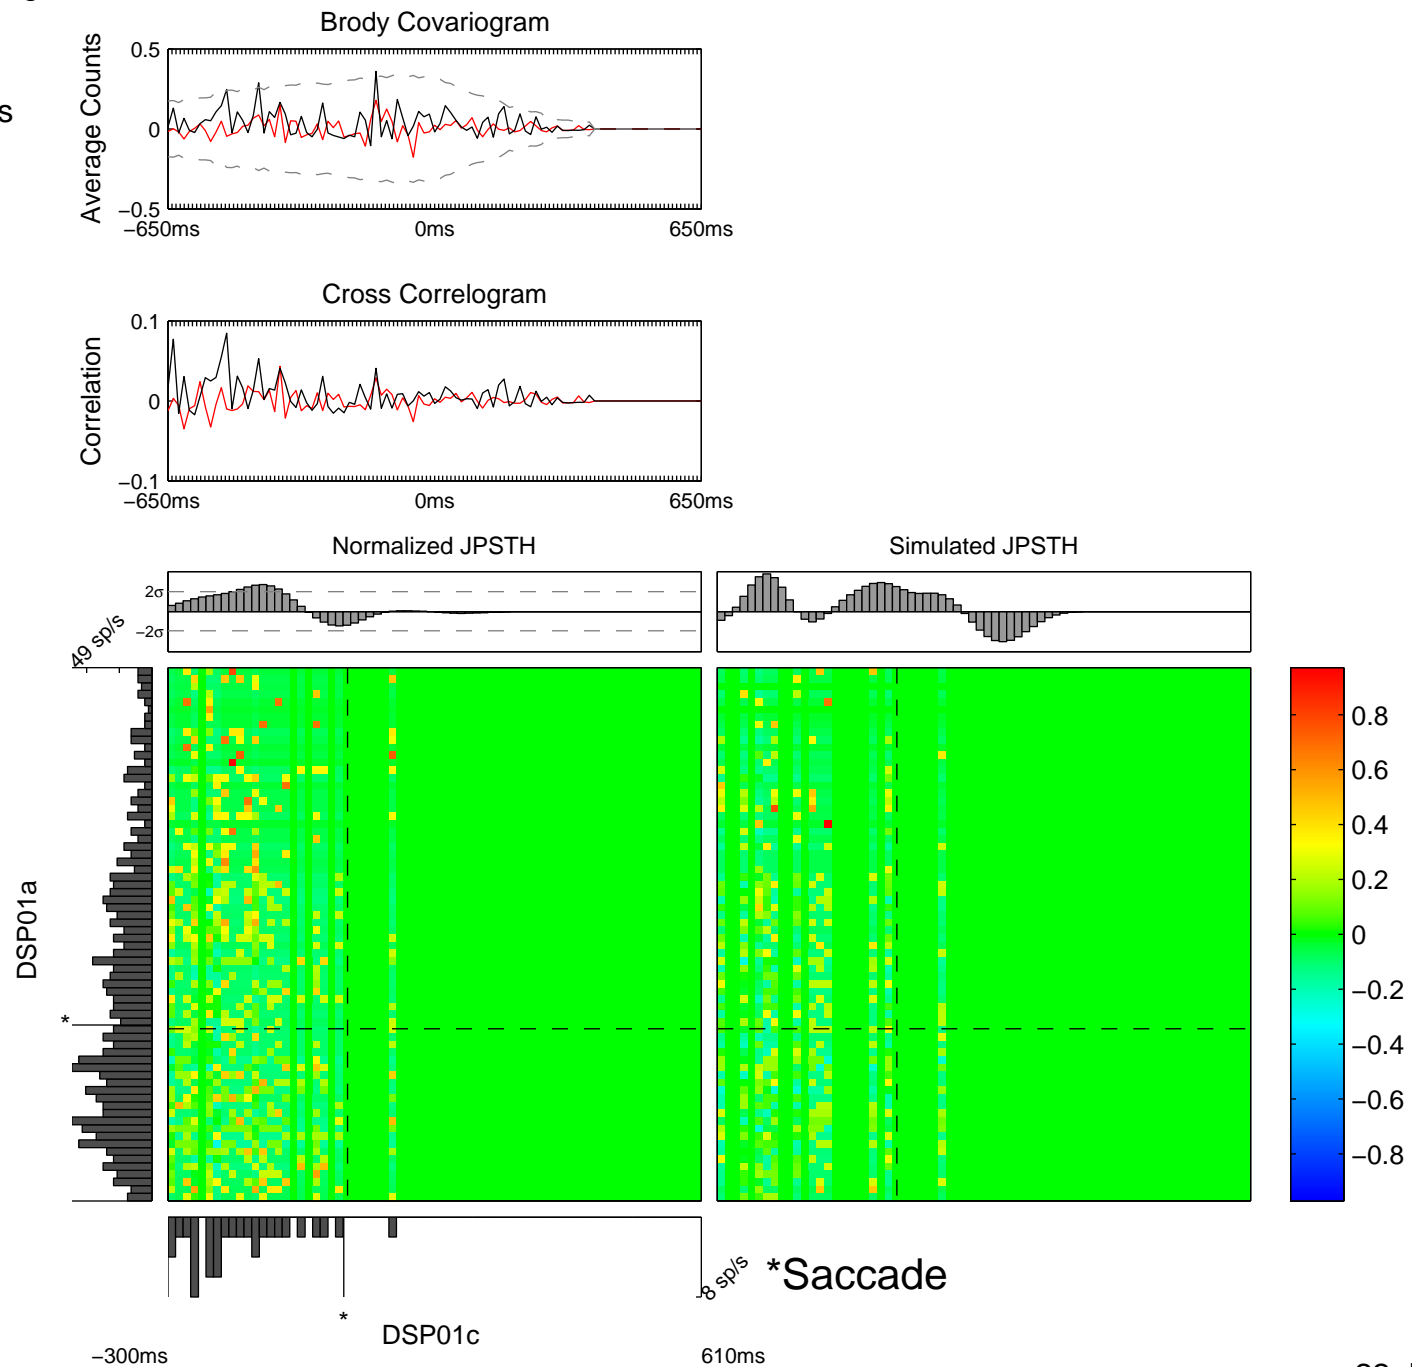 Brody Covariogram
Average Counts
0.5
0
−0.5
−650ms
0ms
650ms
s
Cross Correlogram
Correlation
0.1
0
−0.1
−650ms
0ms
650ms
Normalized JPSTH
Simulated JPSTH
2σ
−2σ
49 sp/s
DSP01a
*
0.8
0.6
0.4
0.2
0
−0.2
−0.4
−0.6
−0.8
8 sp/s
*Saccade
*
DSP01c
−300ms
610ms